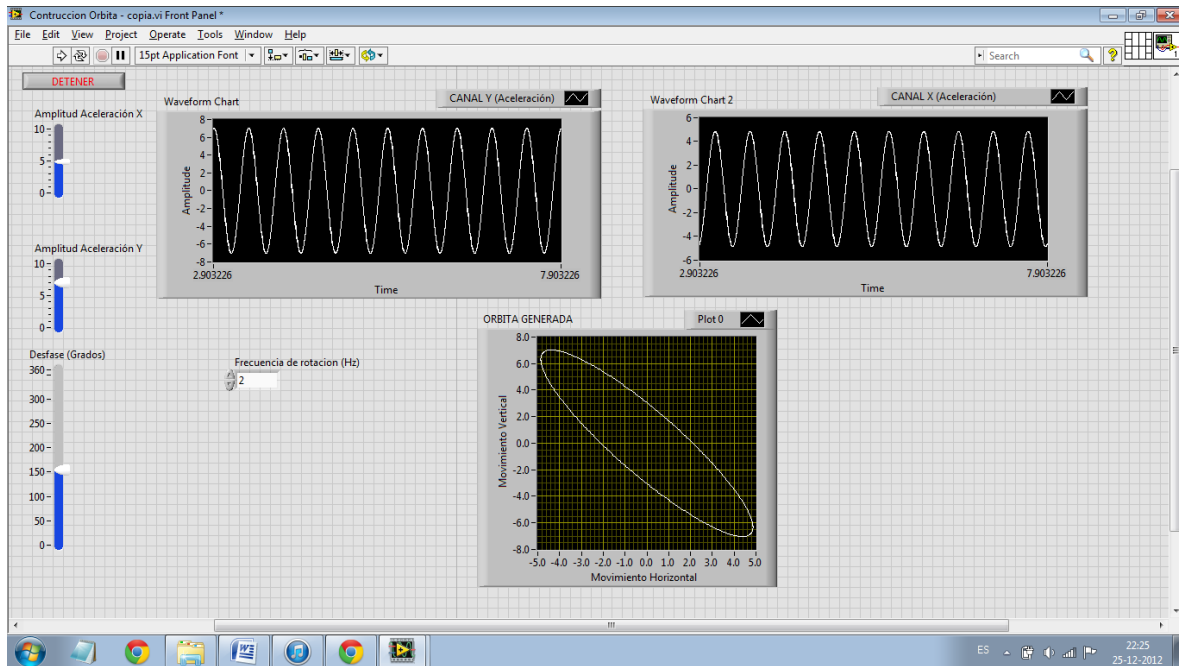 Contruccion Orbita - copia.vi Front Panel *
File Edit View Project Operate Tools Window Help
15pt Application Font
Search
1
DETENER
Amplitud Aceleración X
10
5
0
Waveform Chart
CANAL Y (Aceleración)
Amplitude
8
6
4
2
0
-2
-4
-6
-8
2.903226
7.903226
Time
Waveform Chart 2
CANAL X (Aceleración)
Amplitude
6
4
2
0
-2
-4
-6
2.903226
7.903226
Time
Amplitud Aceleración Y
10
5
0
Desfase (Grados)
360
300
250
200
150
100
50
0
Frecuencia de rotacion (Hz)
2
ORBITA GENERADA
Plot 0
Movimiento Vertical
8.0
6.0
4.0
2.0
0.0
-2.0
-4.0
-6.0
-8.0
-5.0 -4.0 -3.0 -2.0 -1.0 0.0 1.0 2.0 3.0 4.0 5.0
Movimiento Horizontal
ES
22:25
25-12-2012